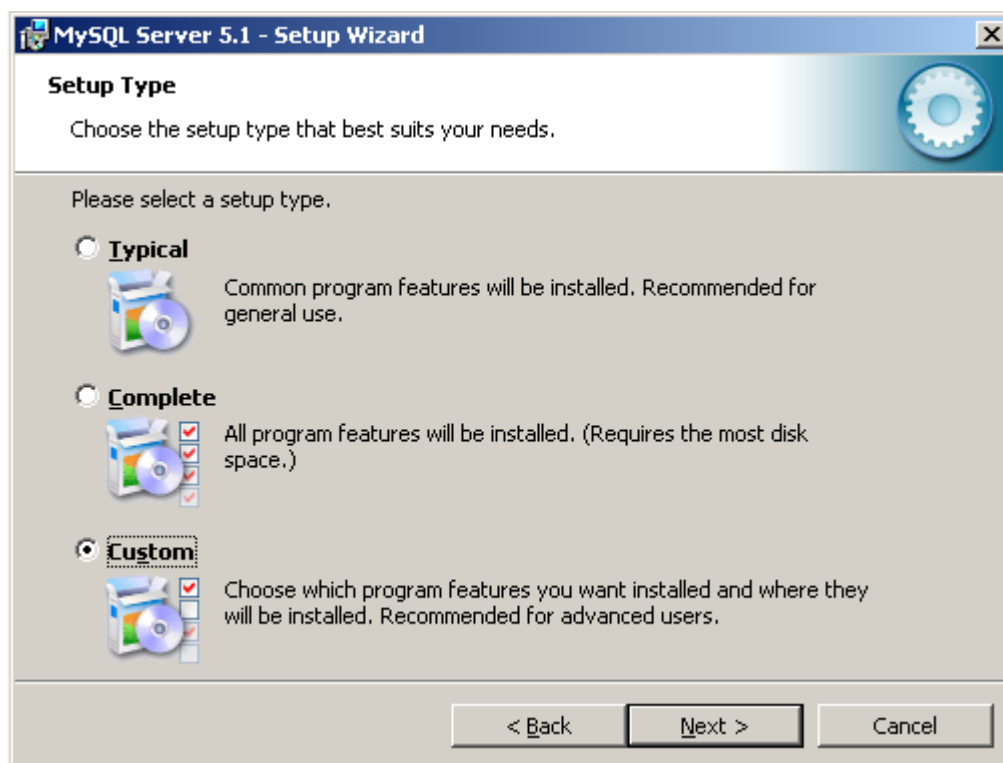 MySQL Server 5.1 - Setup Wizard
Setup Type
Choose the setup type that best suits your needs.
Please select a setup type.
Typical
Common program features will be installed. Recommended for
general use.
Complete
All program features will be installed. (Requires the most disk
space.)
Custom
Choose which program features you want installed and where they
will be installed. Recommended for advanced users.
< Back
Next >
Cancel